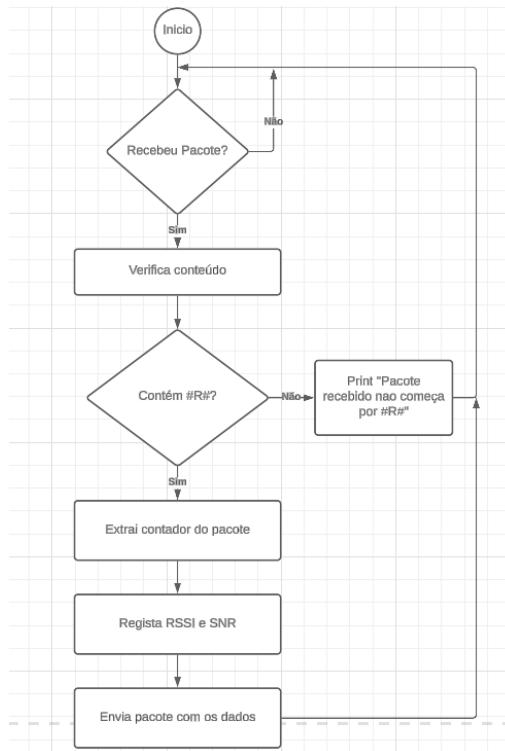 Inicio
Recebeu Pacote?
Não
Sim
Verifica conteúdo
Contém #R#?
Não
Print "Pacote
recebido nao começa
por #R#"
Sim
Extrai contador do pacote
Regista RSSI e SNR
Envia pacote com os dados